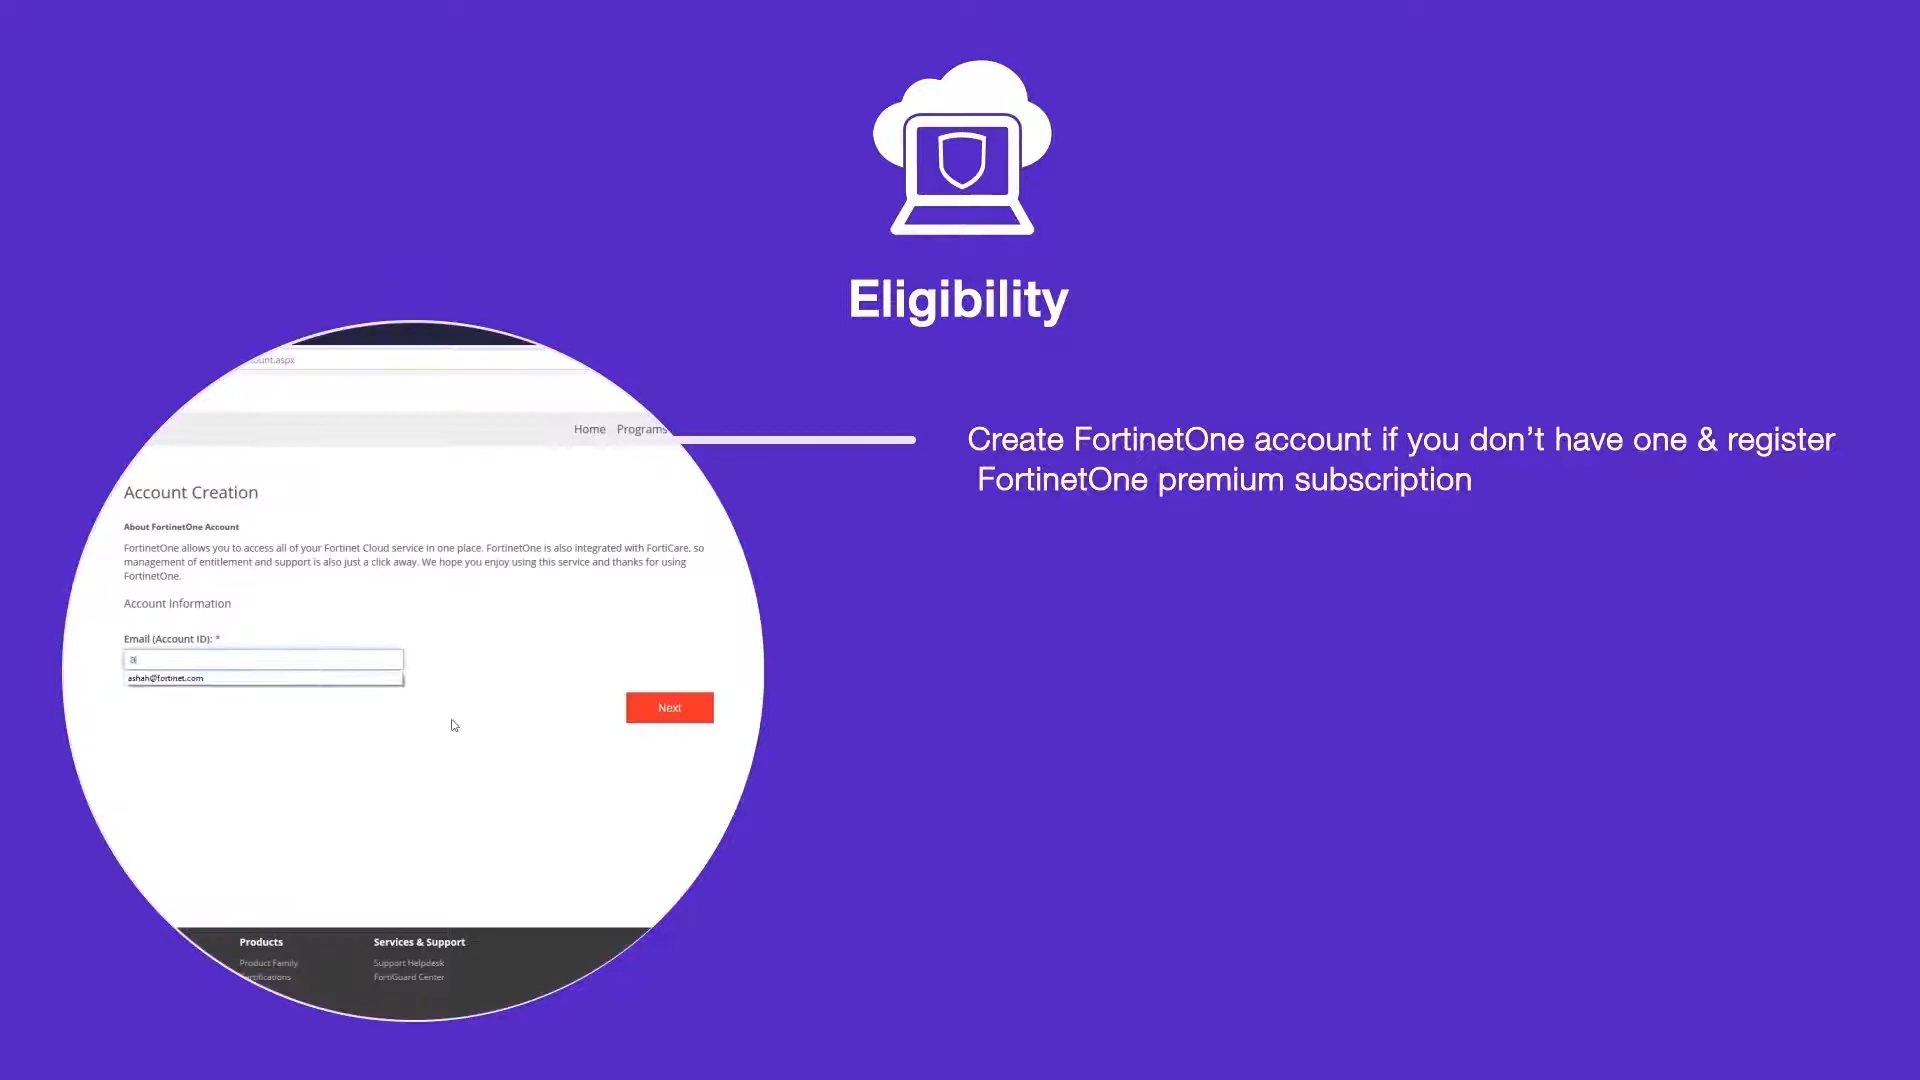 Eligibility
ount.aspx
Home Programs
Create FortinetOne account if you don’t have one & register
FortinetOne premium subscription
Account Creation
About FortinetOne Account
FortinetOne allows you to access all of your Fortinet Cloud service in one place. FortinetOne is also integrated with FortiCare, so
management of entitlement and support is also just a click away. We hope you enjoy using this service and thanks for using
FortinetOne.
Account Information
Email (Account ID): *
ashah@fortinet.com
Next
Products Services & Support
Product Family Support Helpdesk
ertifications FortiGuard Center